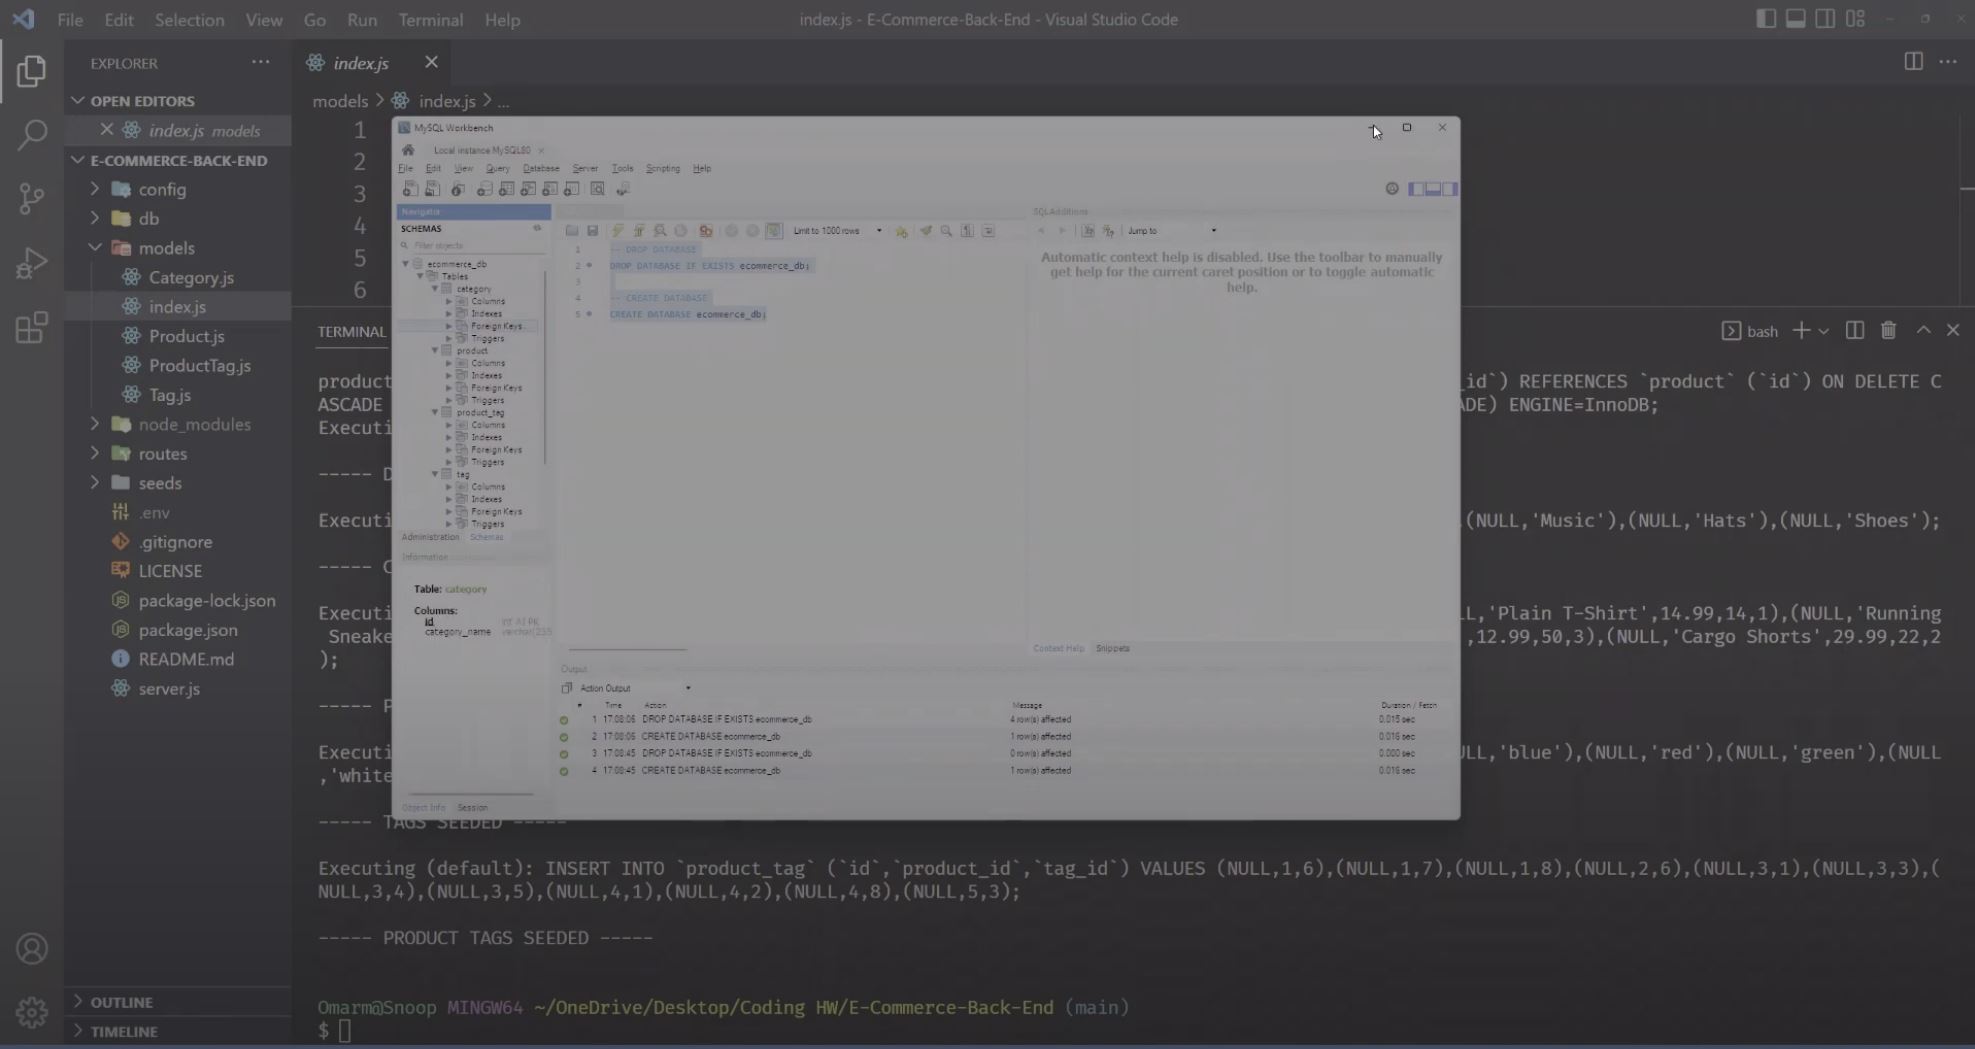 File Edit Selection View Go Run Terminal Help
index.js - E-Commerce-Back-End - Visual Studio Code
EXPLORER
index.js
OPEN EDITORS
index.js models
E-COMMERCE-BACK-END
config
db
models
Category.js
index.js
Product.js
ProductTag.js
Tag.js
node_modules
routes
seeds
.env
.gitignore
LICENSE
package-lock.json
package.json
README.md
server.js
OUTLINE
TIMELINE
models > index.js > ...
1
2
3
4
5
6
MySQL Workbench
Local instance MySQL80
File Edit View Query Database Server Tools Scripting Help
Navigator
SCHEMAS
Filter objects
ecommerce_db
Tables
category
Columns
Indexes
Foreign Keys
Triggers
product
Columns
Indexes
Foreign Keys
Triggers
product_tag
Columns
Indexes
Foreign Keys
Triggers
tag
Columns
Indexes
Foreign Keys
Triggers
Administration Schemas
Information
Table: category
Columns:
id int AI PK
category_name varchar(255
Object Info Session
Limit to 1000 rows
1 -- DROP DATABASE
2 DROP DATABASE IF EXISTS ecommerce_db;
3
4 -- CREATE DATABASE
5 CREATE DATABASE ecommerce_db;
SQLAdditions
Jump to
Automatic context help is disabled. Use the toolbar to manually
get help for the current caret position or to toggle automatic
help.
Context Help Snippets
Output
Action Output
# Time Action Message Duration / Fetch
1 17:08:06 DROP DATABASE IF EXISTS ecommerce_db 4 row(s) affected 0.015 sec
2 17:08:06 CREATE DATABASE ecommerce_db 1 row(s) affected 0.016 sec
3 17:08:45 DROP DATABASE IF EXISTS ecommerce_db 0 row(s) affected 0.000 sec
4 17:08:45 CREATE DATABASE ecommerce_db 1 row(s) affected 0.016 sec
TERMINAL
bash
product _id`) REFERENCES `product` (`id`) ON DELETE C
ASCADE ADE) ENGINE=InnoDB;
Executi
----- D
Executi ,(NULL,'Music'),(NULL,'Hats'),(NULL,'Shoes');
----- C
Executi LL,'Plain T-Shirt',14.99,14,1),(NULL,'Running
Sneake ,12.99,50,3),(NULL,'Cargo Shorts',29.99,22,2
);
----- P
Executi LL,'blue'),(NULL,'red'),(NULL,'green'),(NULL
,'white
----- TAGS SEEDED -----
Executing (default): INSERT INTO `product_tag` (`id`,`product_id`,`tag_id`) VALUES (NULL,1,6),(NULL,1,7),(NULL,1,8),(NULL,2,6),(NULL,3,1),(NULL,3,3),(
NULL,3,4),(NULL,3,5),(NULL,4,1),(NULL,4,2),(NULL,4,8),(NULL,5,3);
----- PRODUCT TAGS SEEDED -----
Omarm@Snoop MINGW64 ~/OneDrive/Desktop/Coding HW/E-Commerce-Back-End (main)
$